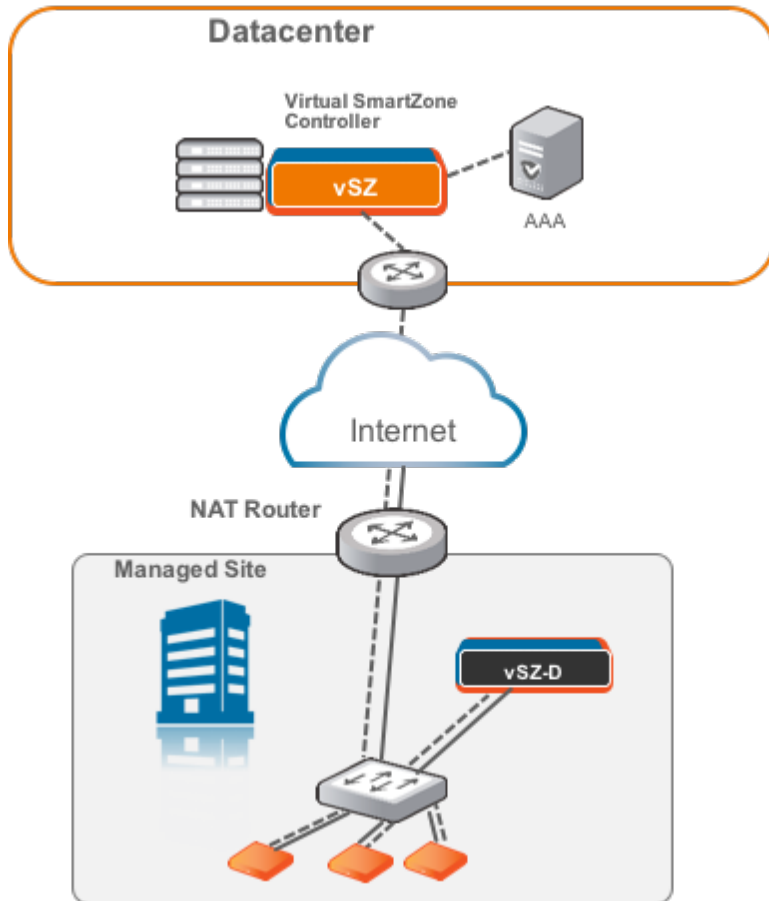 Datacenter
Virtual SmartZone
Controller
vSZ
AAA
Internet
NAT Router
Managed Site
vSZ-D